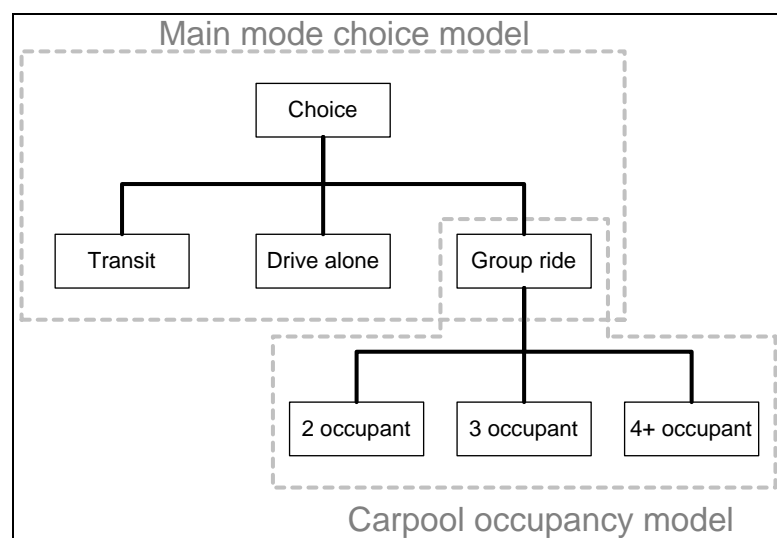 Main mode choice model
Choice
Transit
Drive alone
Group ride
2 occupant
3 occupant
4+ occupant
Carpool occupancy model